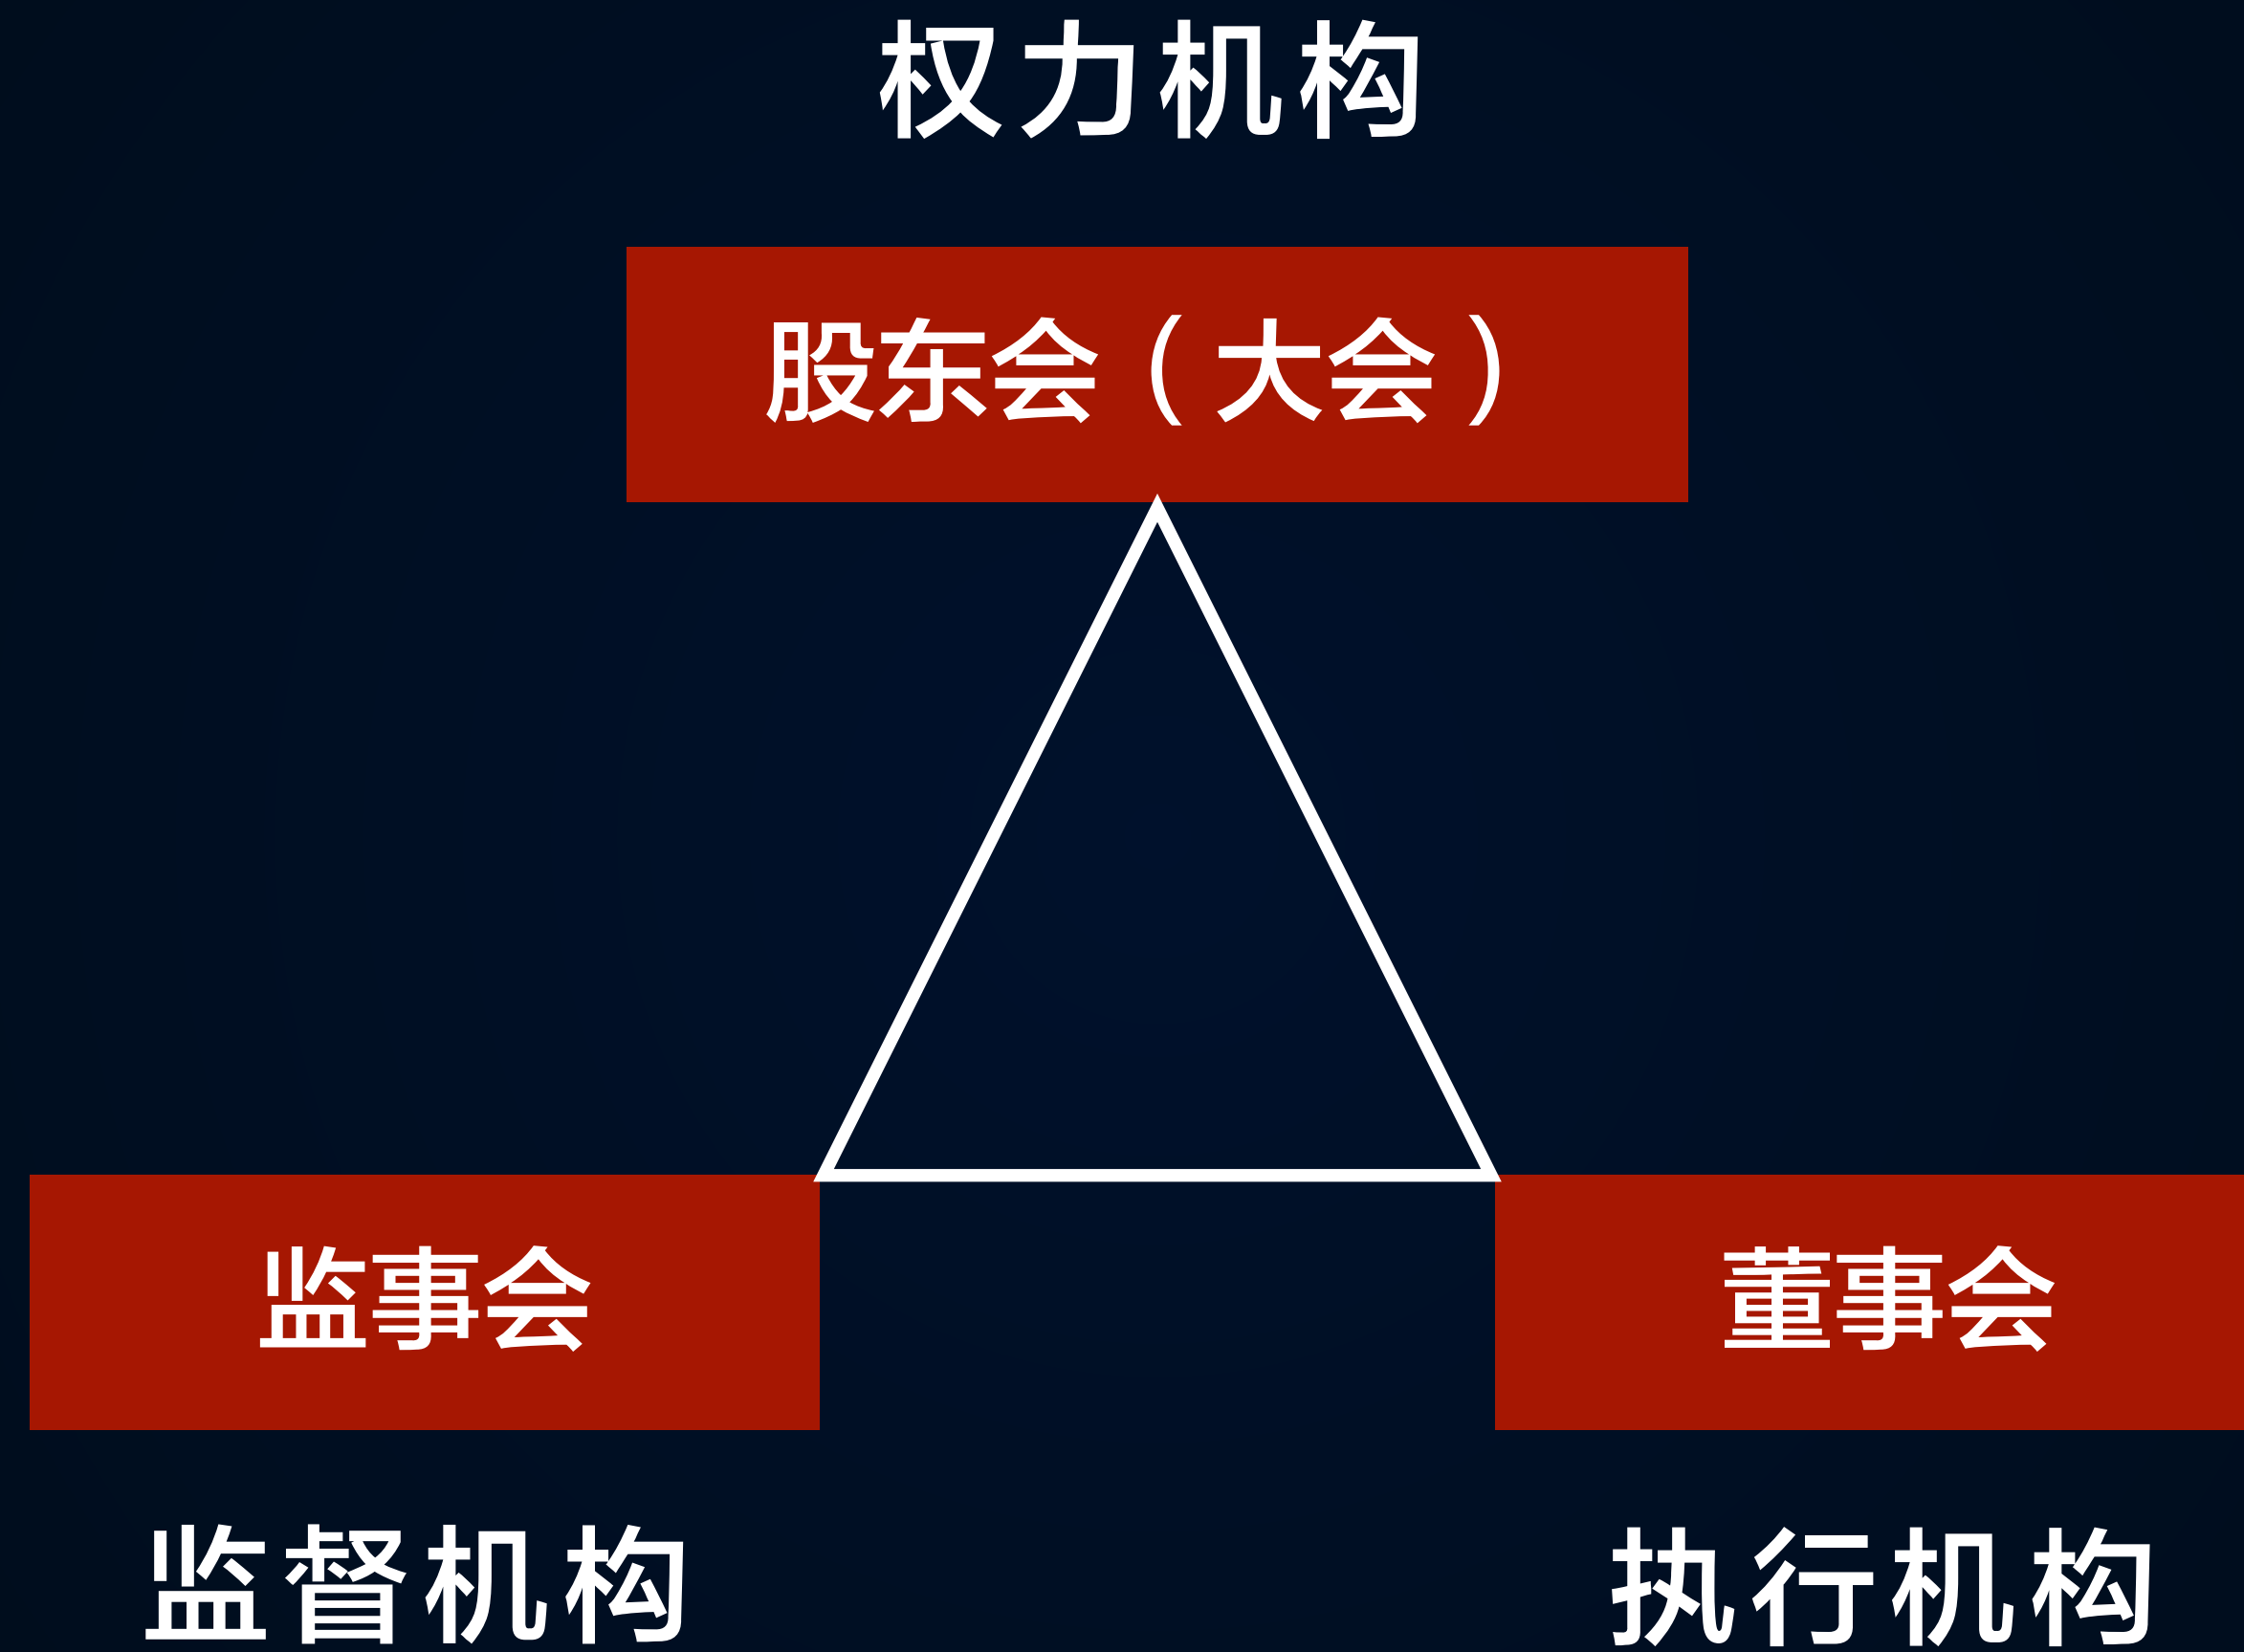 权力机构
股东会（大会）
监事会
董事会
监督机构
执行机构